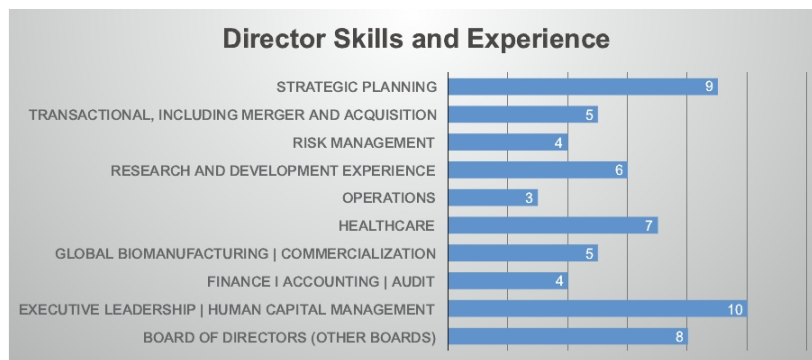 Director Skills and Experience
STRATEGIC PLANNING 9
TRANSACTIONAL, INCLUDING MERGER AND ACQUISITION 5
RISK MANAGEMENT 4
RESEARCH AND DEVELOPMENT EXPERIENCE 6
OPERATIONS 3
HEALTHCARE 7
GLOBAL BIOMANUFACTURING | COMMERCIALIZATION 5
FINANCE I ACCOUNTING | AUDIT 4
EXECUTIVE LEADERSHIP | HUMAN CAPITAL MANAGEMENT 10
BOARD OF DIRECTORS (OTHER BOARDS) 8